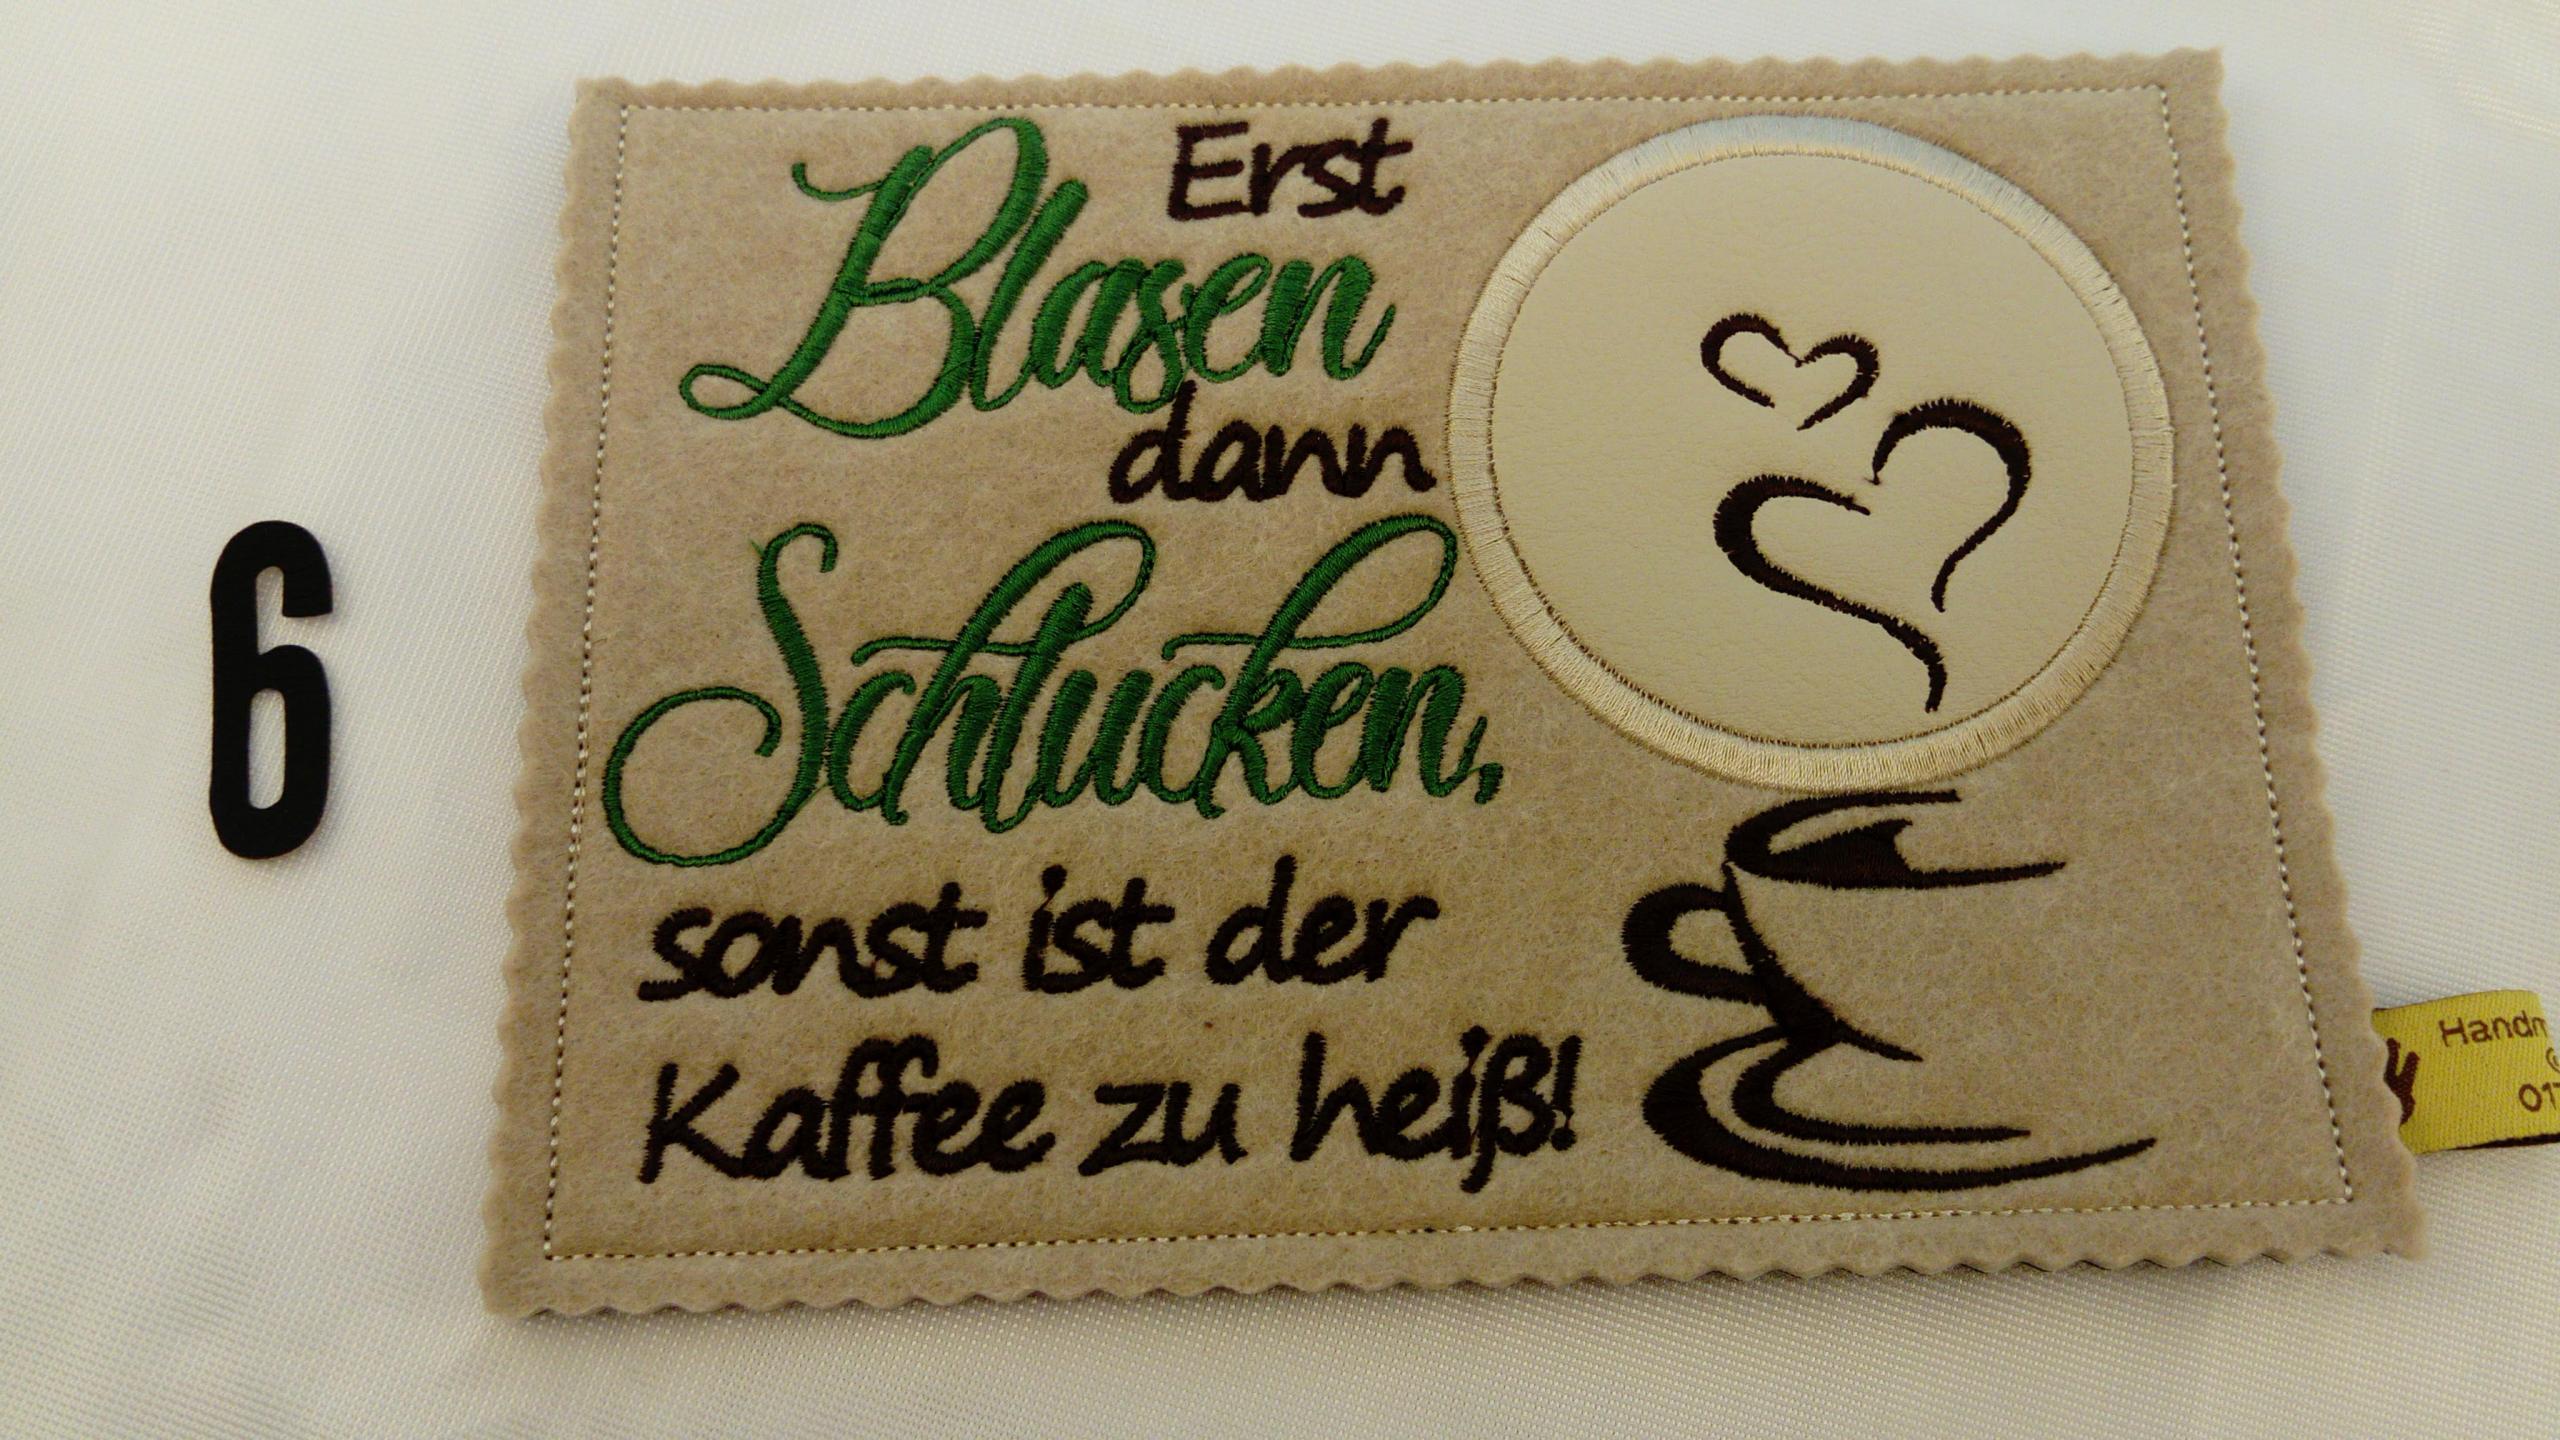 6
Erst
Blasen
dann
Schlucken,
sonst ist der
Kaffee zu heiß!